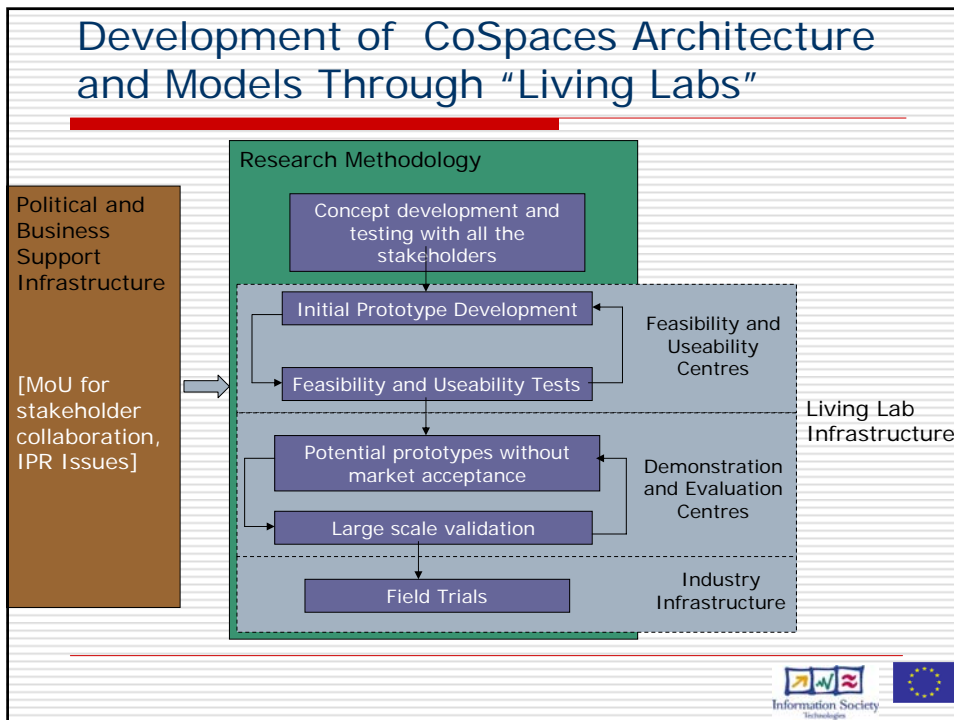 Development of CoSpaces Architecture
and Models Through “Living Labs”
Research Methodology
Political and
Business
Support
Infrastructure
[MoU for
stakeholder
collaboration,
IPR Issues]
Concept development and
testing with all the
stakeholders
Initial Prototype Development
Feasibility and Useability Tests
Feasibility and
Useability
Centres
Potential prototypes without
market acceptance
Large scale validation
Demonstration
and Evaluation
Centres
Field Trials
Industry
Infrastructure
Living Lab
Infrastructure
Information Society
Technologies